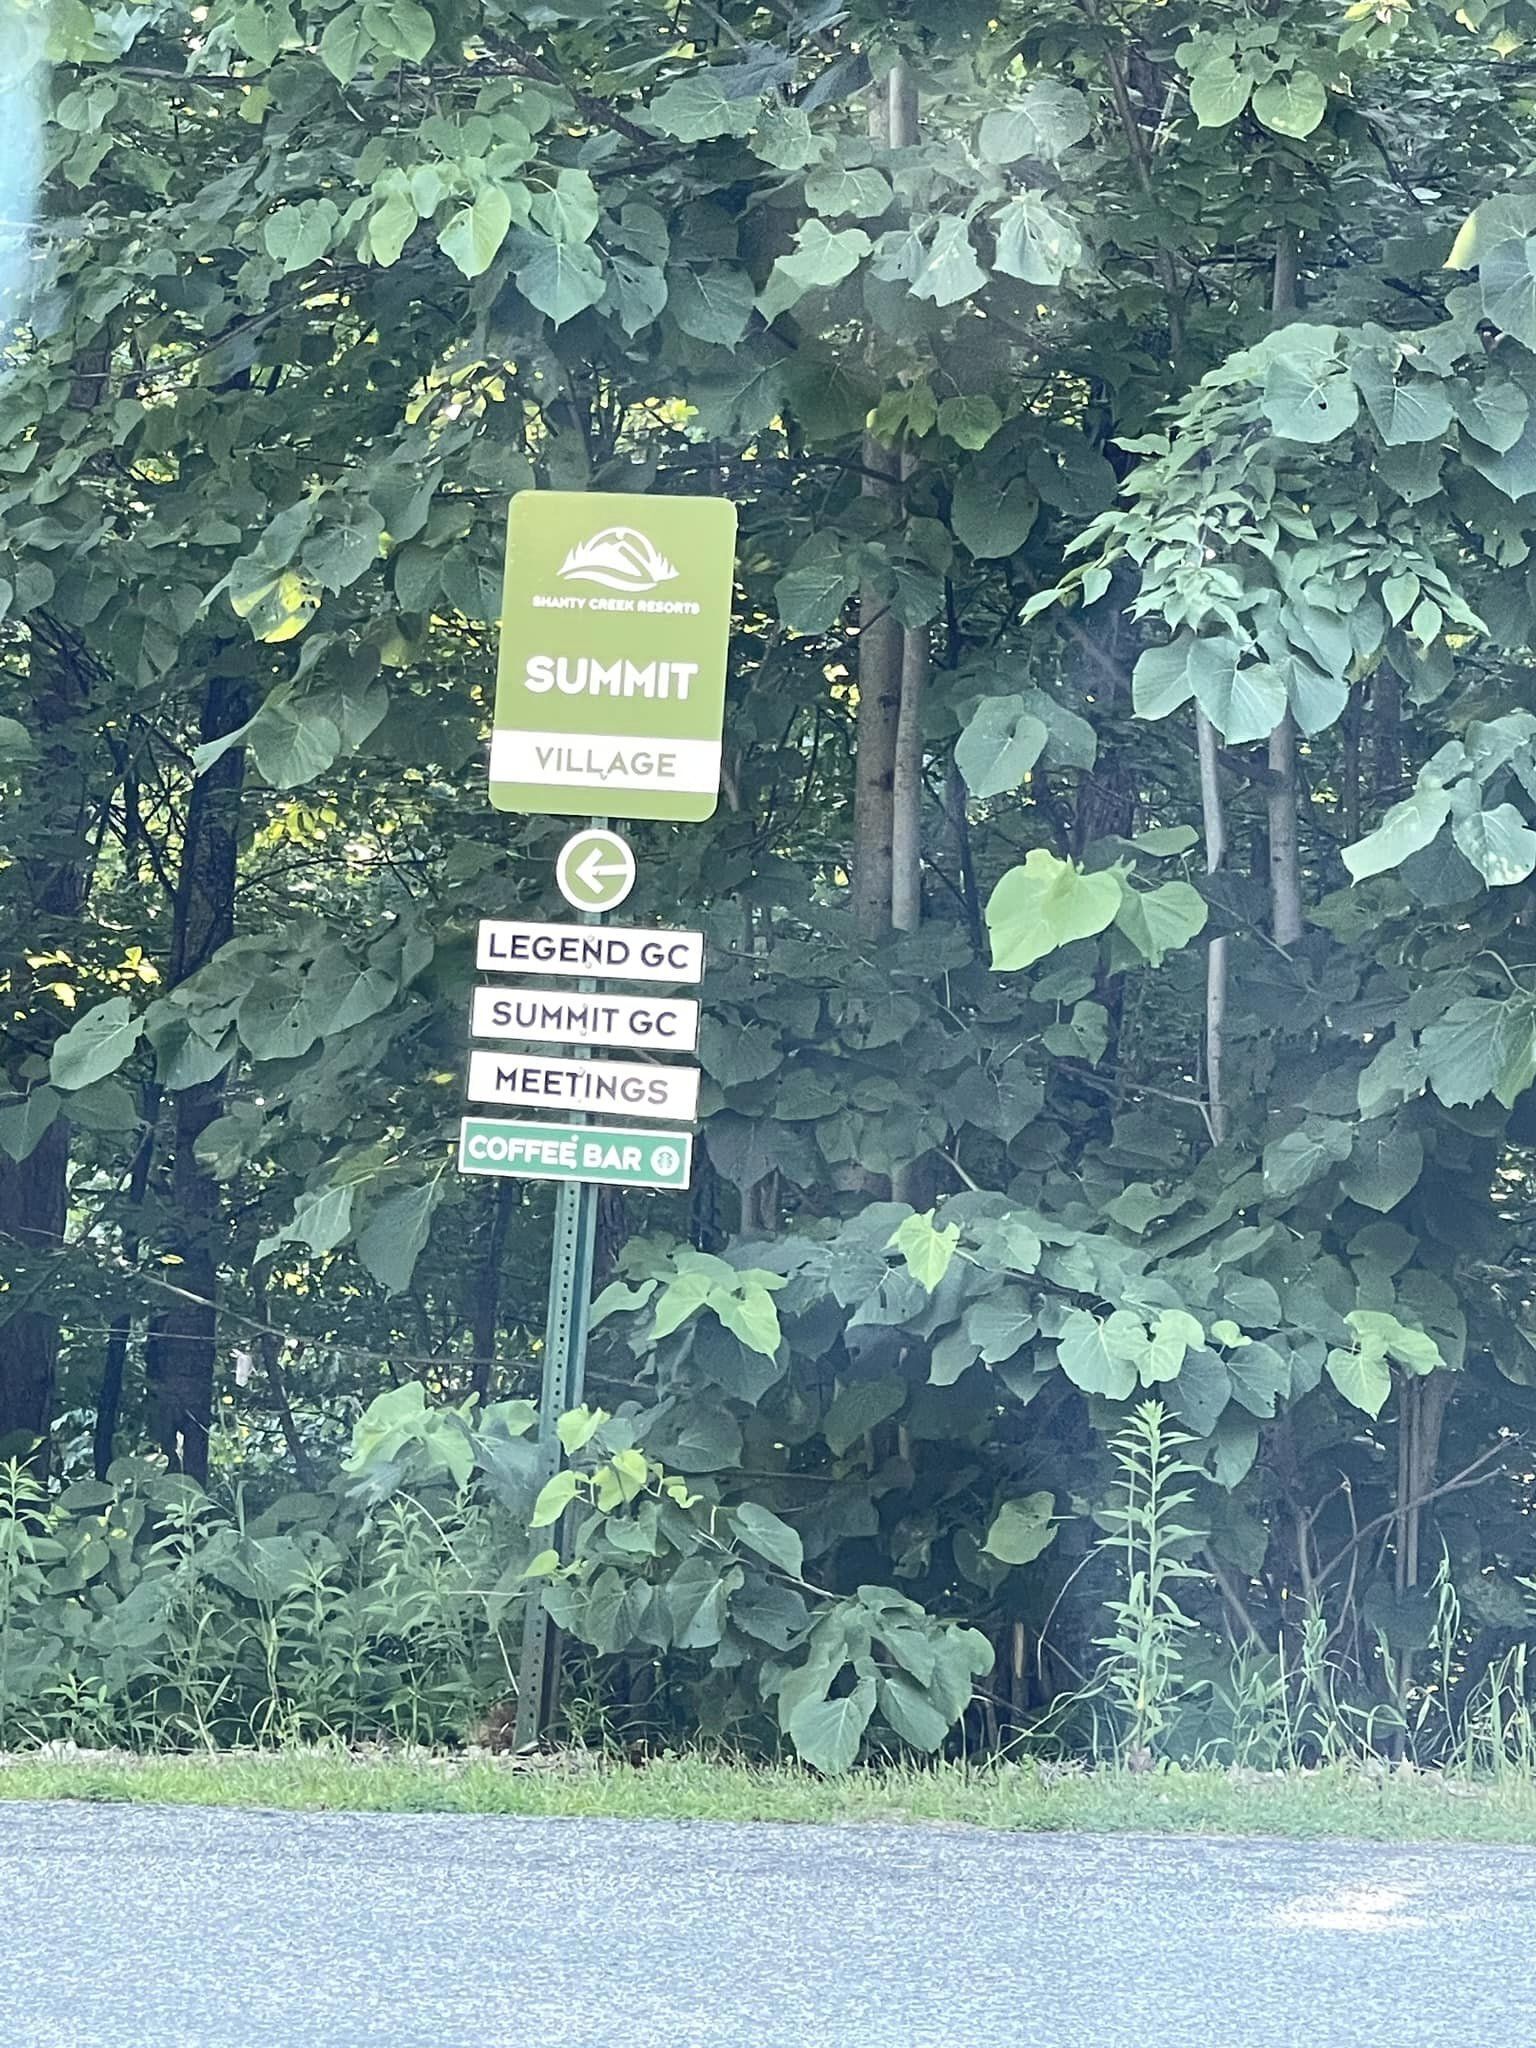 SHANTY CREEK RESORTS
SUMMIT
VILLAGE
LEGEND GC
SUMMIT GC
MEETINGS
COFFEE BAR